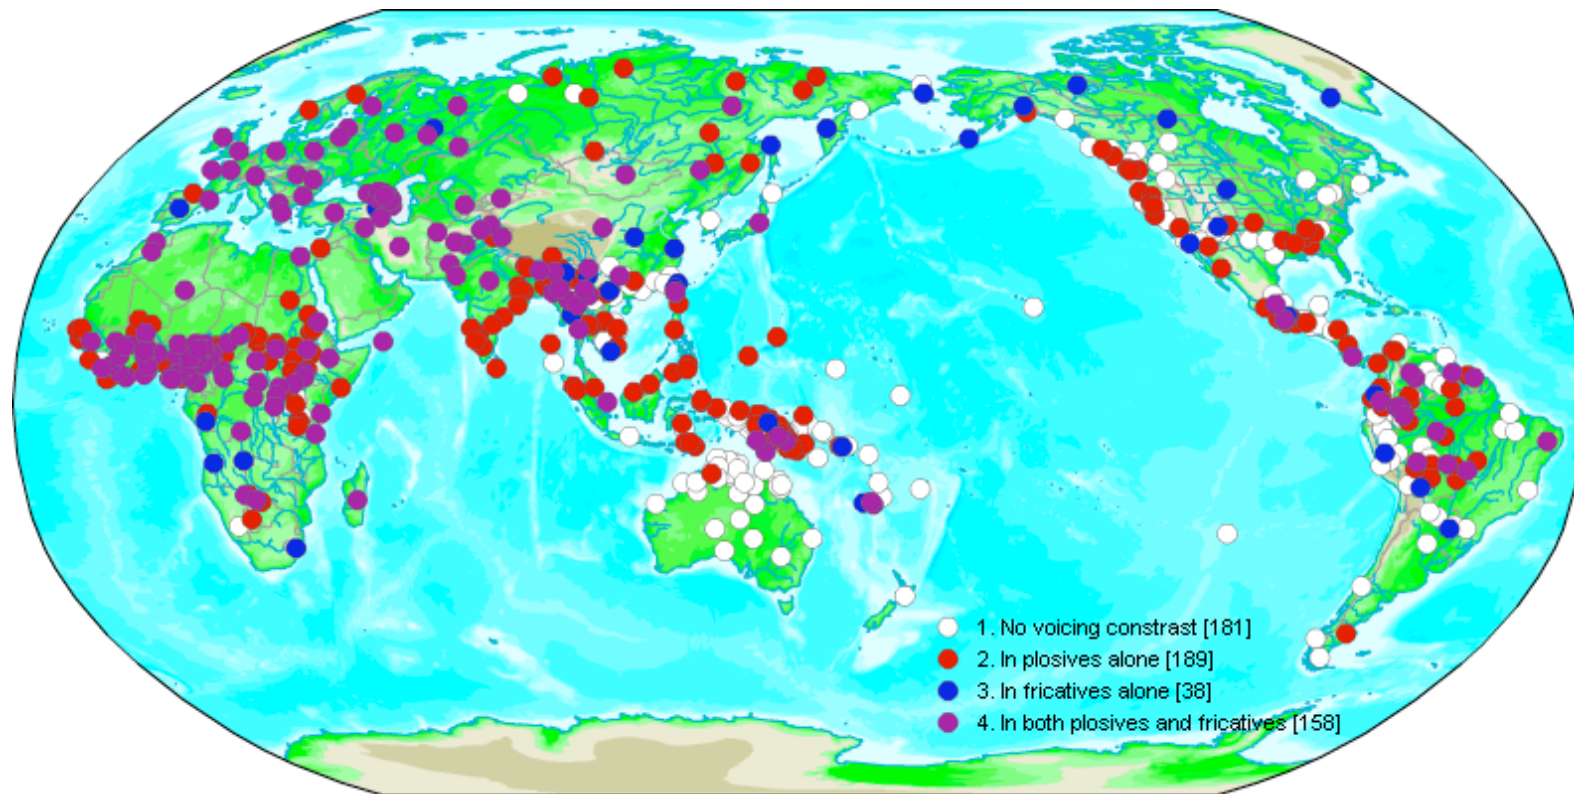 1. No voicing constrast [181]
2. In plosives alone [189]
3. In fricatives alone [38]
4. In both plosives and fricatives [158]